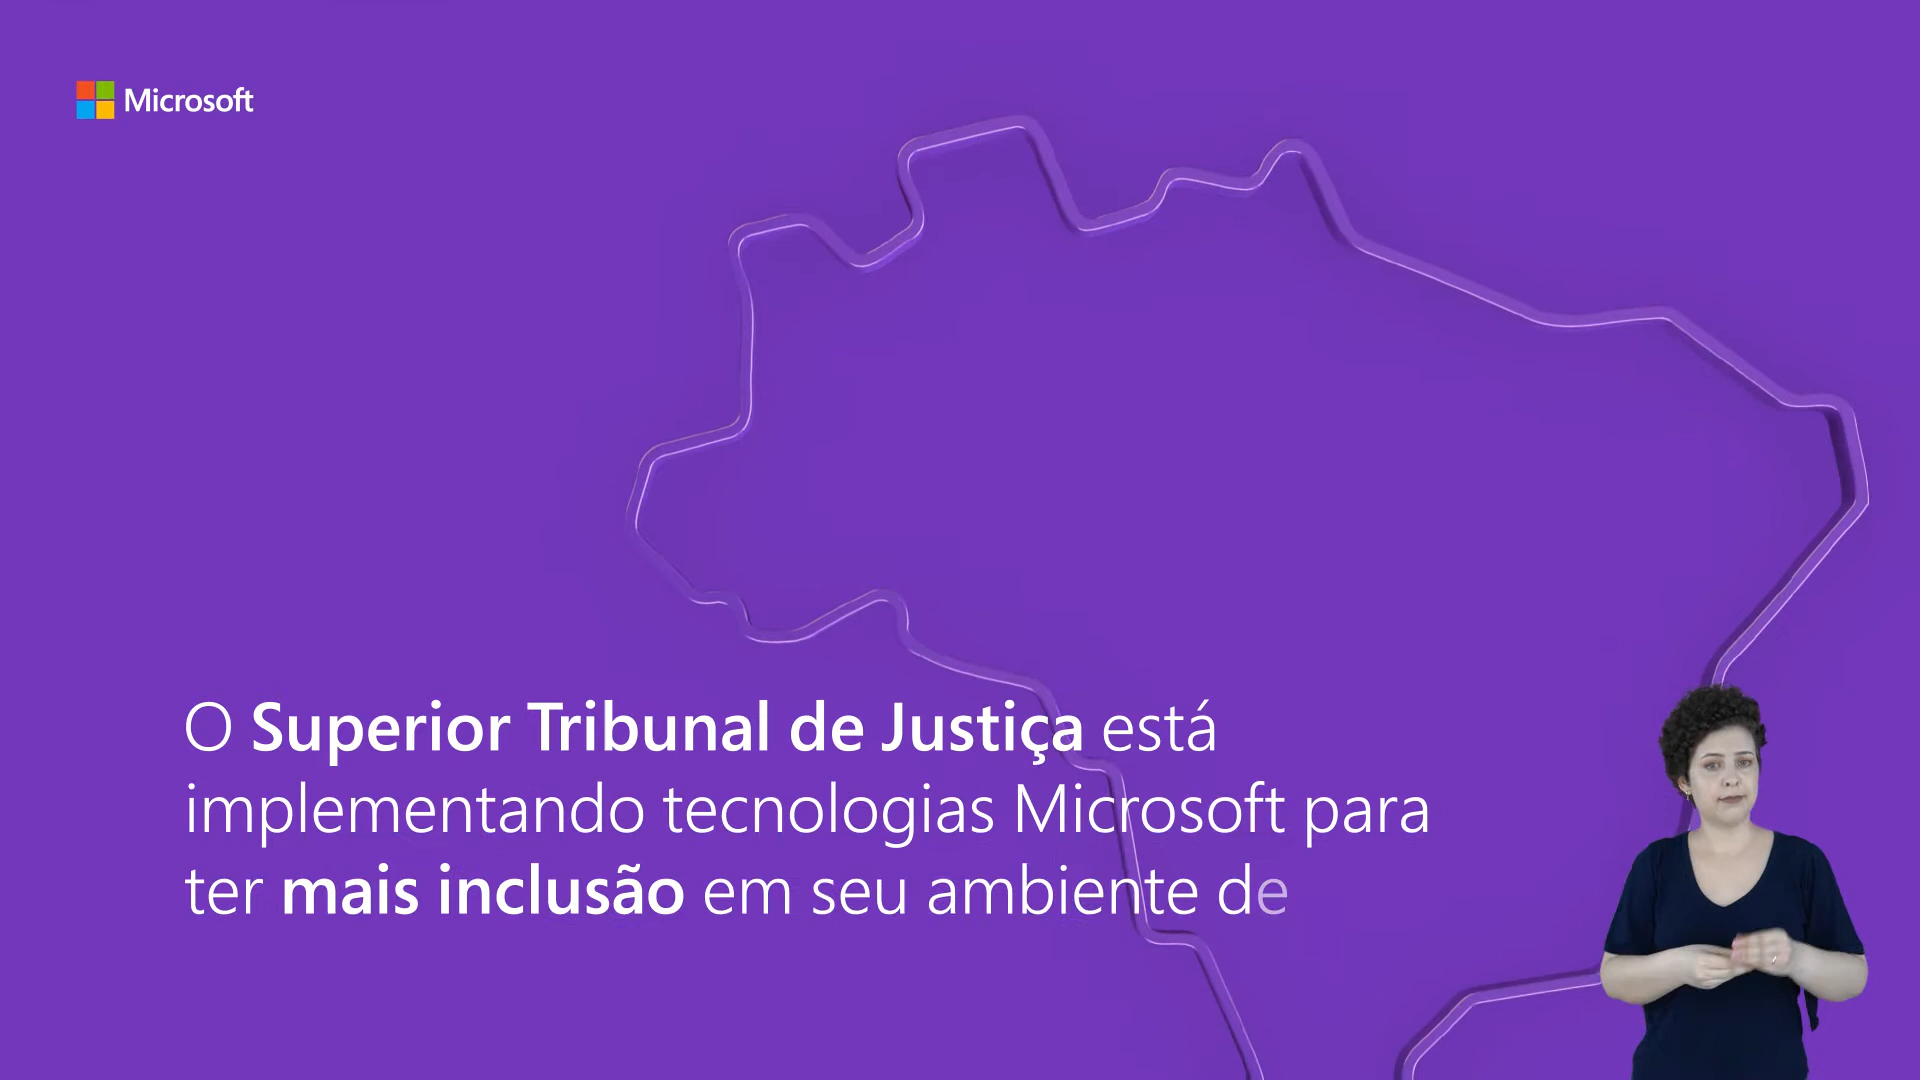 Microsoft
O Superior Tribunal de Justiça está
implementando tecnologias Microsoft para
ter mais inclusão em seu ambiente de